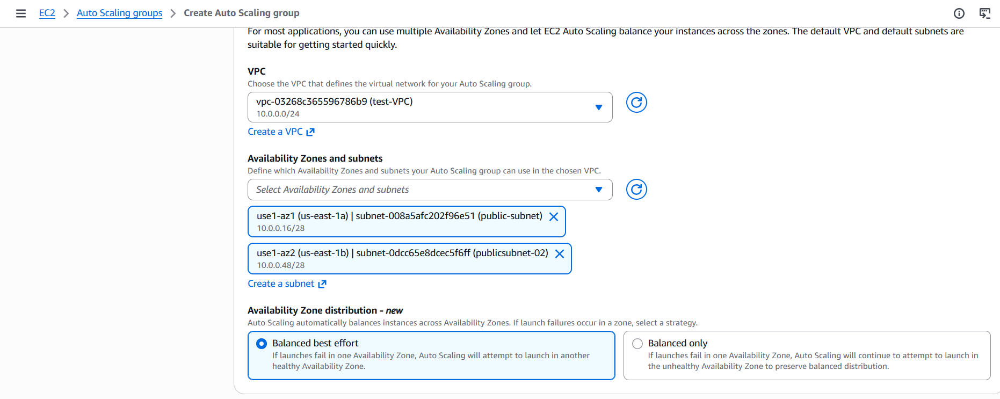 EC2 > Auto Scaling groups > Create Auto Scaling group
For most applications, you can use multiple Availability Zones and let EC2 Auto Scaling balance your instances across the zones. The default VPC and default subnets are
suitable for getting started quickly.
VPC
Choose the VPC that defines the virtual network for your Auto Scaling group.
vpc-03268c365596786b9 (test-VPC)
10.0.0.0/24
Create a VPC
Availability Zones and subnets
Define which Availability Zones and subnets your Auto Scaling group can use in the chosen VPC.
Select Availability Zones and subnets
use1-az1 (us-east-1a) | subnet-008a5afc202f96e51 (public-subnet)
10.0.0.16/28
use1-az2 (us-east-1b) | subnet-0dcc65e8dcec5f6ff (publicsubnet-02)
10.0.0.48/28
Create a subnet
Availability Zone distribution - new
Auto Scaling automatically balances instances across Availability Zones. If launch failures occur in a zone, select a strategy.
Balanced best effort
If launches fail in one Availability Zone, Auto Scaling will attempt to launch in another
healthy Availability Zone.
Balanced only
If launches fail in one Availability Zone, Auto Scaling will continue to attempt to launch in
the unhealthy Availability Zone to preserve balanced distribution.